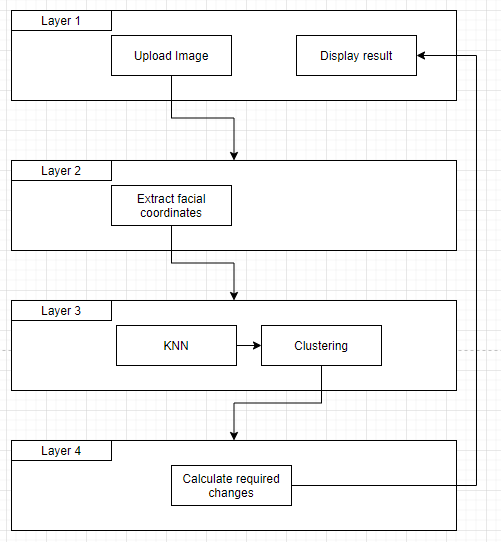 Layer 1
Upload Image
Display result
Layer 2
Extract facial
coordinates
Layer 3
KNN
Clustering
Layer 4
Calculate required
changes